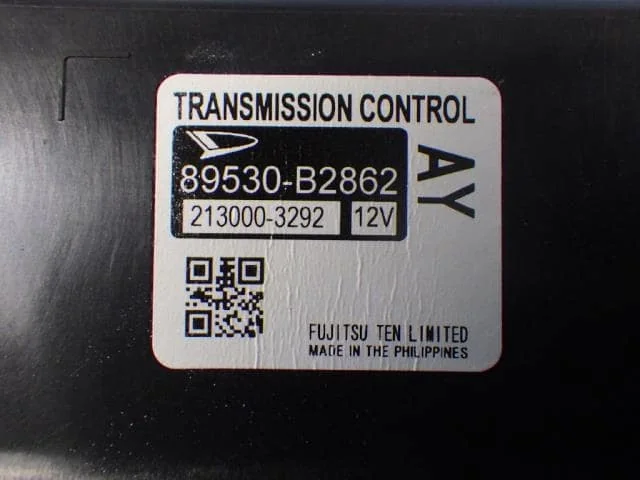 TRANSMISSION CONTROL
89530-B2862
213000-3292 12V
AY
FUJITSU TEN LIMITED
MADE IN THE PHILIPPINES